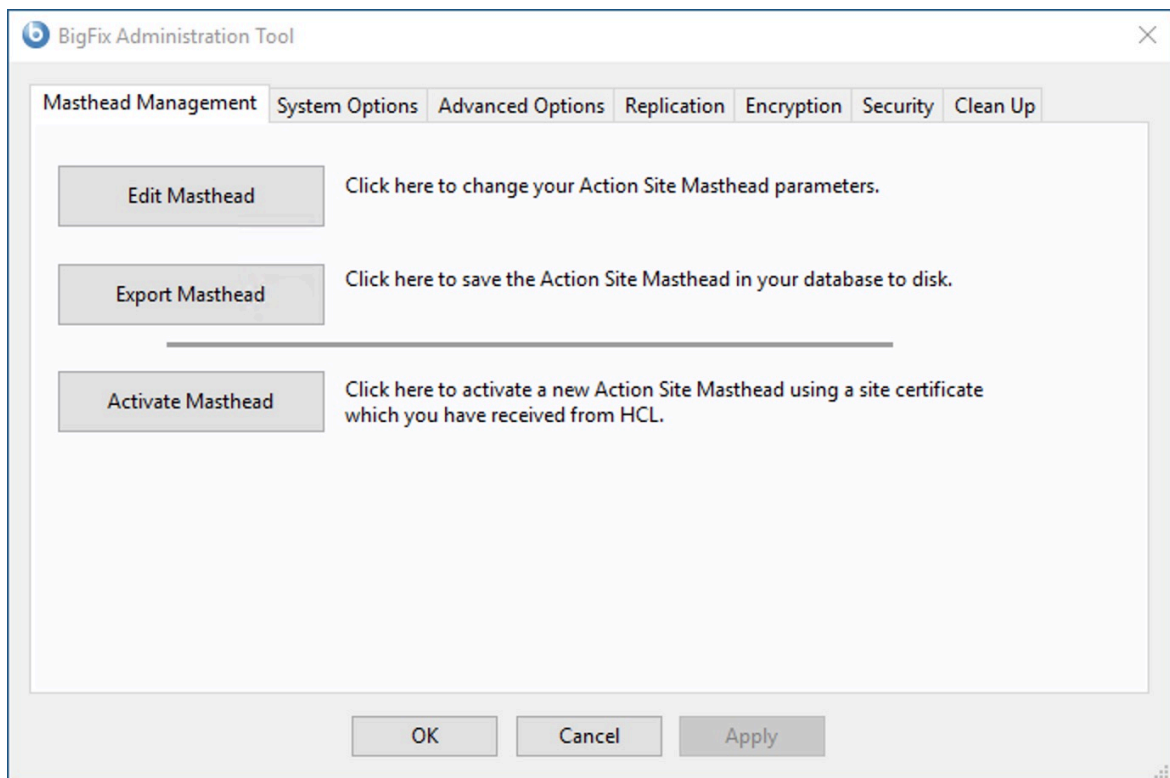 BigFix Administration Tool
Masthead Management System Options Advanced Options Replication Encryption Security Clean Up
Edit Masthead Click here to change your Action Site Masthead parameters.
Export Masthead Click here to save the Action Site Masthead in your database to disk.
Activate Masthead Click here to activate a new Action Site Masthead using a site certificate
which you have received from HCL.
OK Cancel Apply